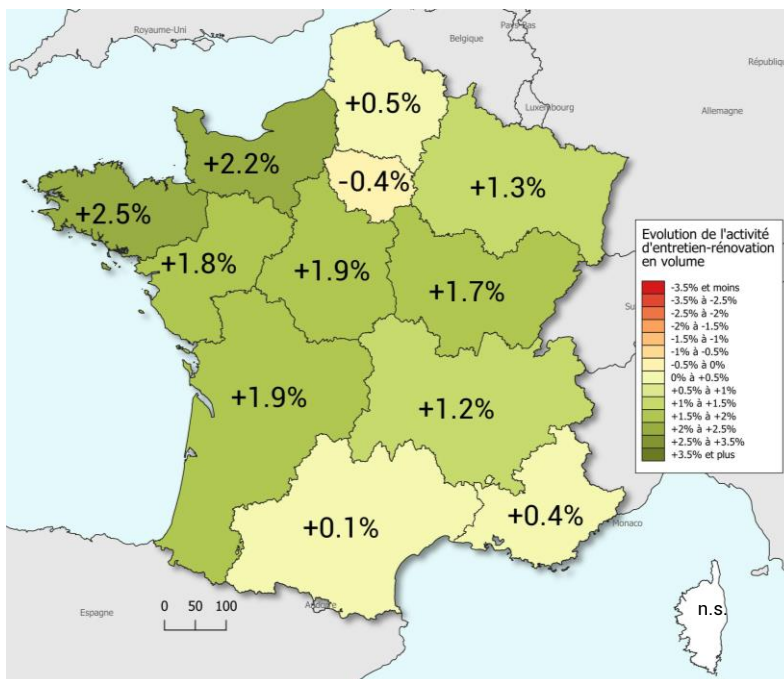 Royaume-Uni
Pays-Bas
Belgique
République
Luxembourg
Allemagne
+0.5%
+2.2%
-0.4%
+1.3%
+2.5%
+1.8%
+1.9%
+1.7%
+1.9%
+1.2%
+0.1%
+0.4%
Monaco
n.s.
Espagne
0 50 100
Evolution de l'activité
d'entretien-rénovation
en volume
-3.5% et moins
-3.5% à -2.5%
-2.5% à -2%
-2% à -1.5%
-1.5% à -1%
-1% à -0.5%
-0.5% à 0%
0% à +0.5%
+0.5% à +1%
+1% à +1.5%
+1.5% à +2%
+2% à +2.5%
+2.5% à +3.5%
+3.5% et plus